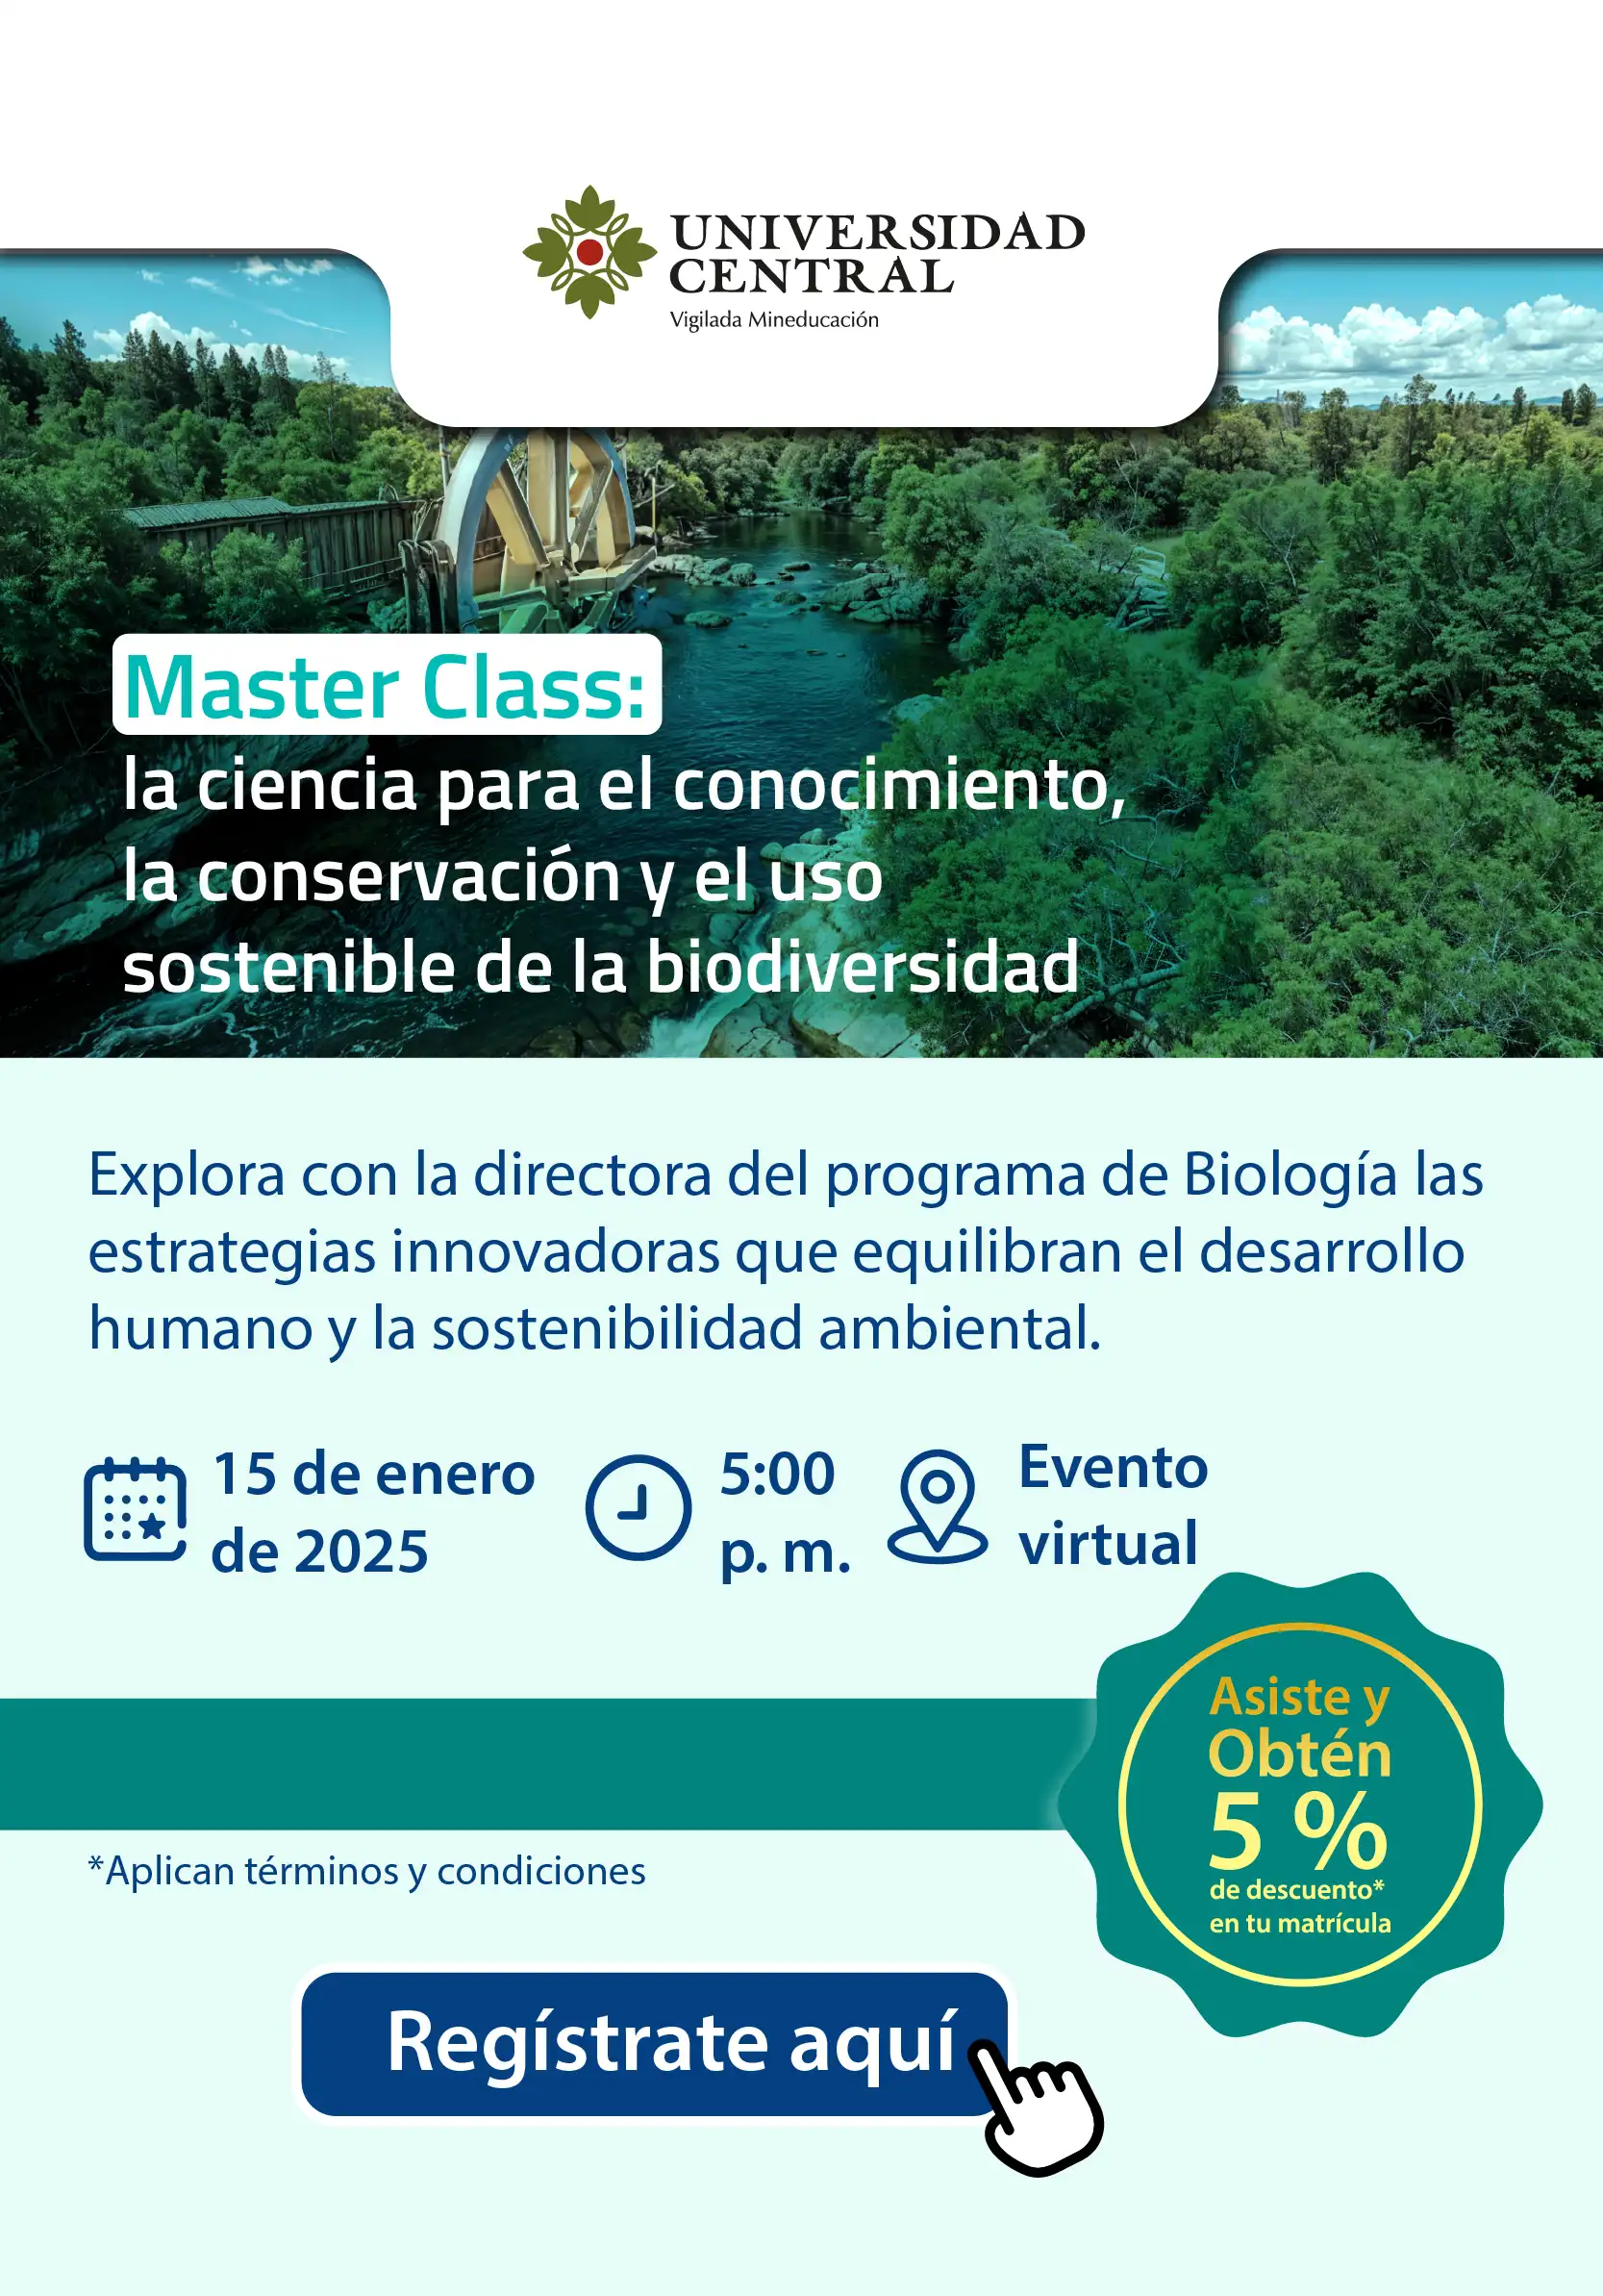 UNIVERSIDAD
CENTRAL
Vigilada Mineducación
Master Class:
la ciencia para el conocimiento,
la conservación y el uso
sostenible de la biodiversidad
Explora con la directora del programa de Biología las
estrategias innovadoras que equilibran el desarrollo
humano y la sostenibilidad ambiental.
15 de enero
de 2025
5:00
p. m.
Evento
virtual
Asiste y
Obtén
5 %
de descuento*
en tu matrícula
*Aplican términos y condiciones
Regístrate aquí